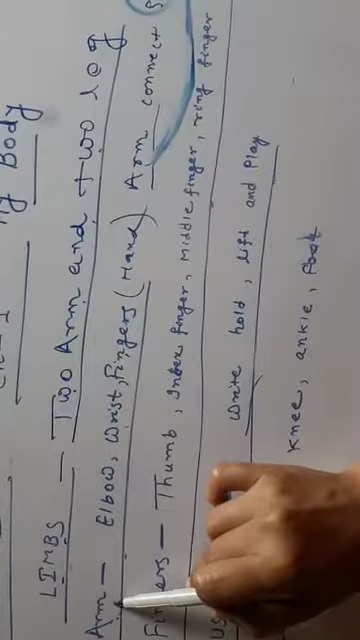 My Body
LIMBS — Two Arm and two leg
Arm — Elbow, Wrist, Fingers (Hand) Arm connect
Fingers — Thumb, Index finger, Middle finger, ring finger
Write hold, lift and Play
Knee, ankle, Foot